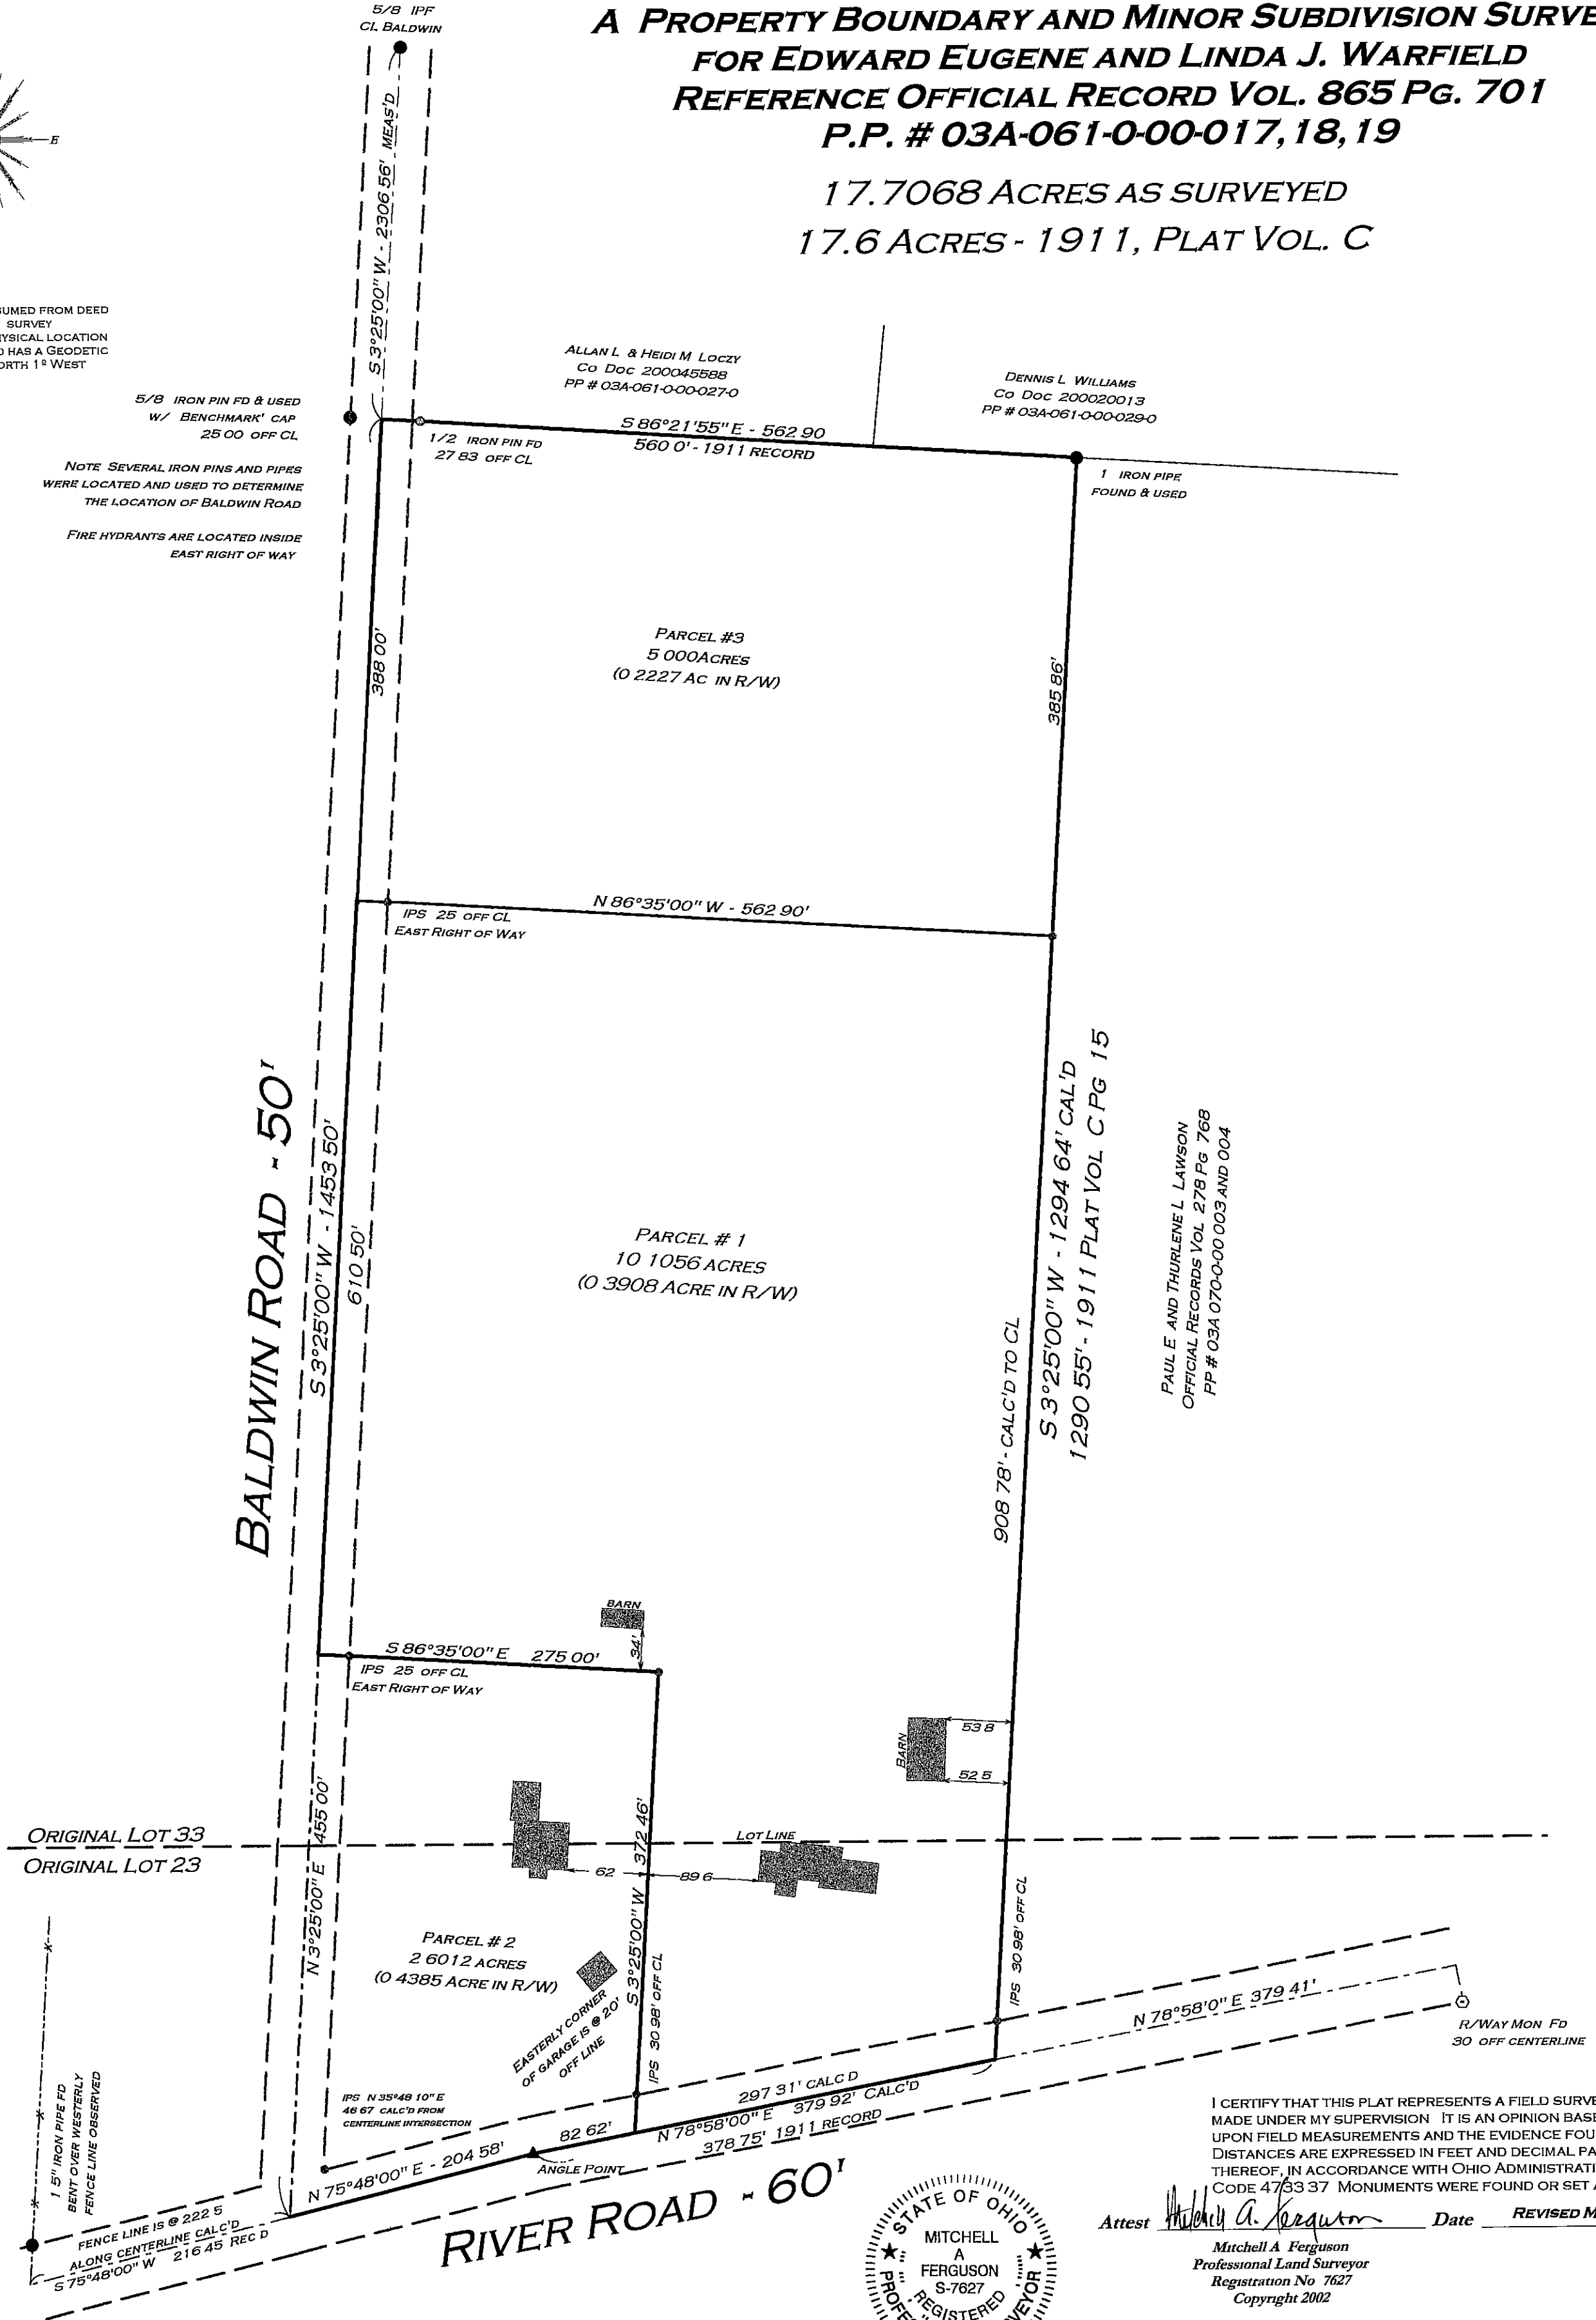 A PROPERTY BOUNDARY AND MINOR SUBDIVISION SURVE
FOR EDWARD EUGENE AND LINDA J. WARFIELD
REFERENCE OFFICIAL RECORD VOL. 865 PG. 701
P.P. # 03A-061-0-00-017,18,19
17.7068 ACRES AS SURVEYED
17.6 ACRES - 1911, PLAT VOL. C
5/8 IPF
CL BALDWIN
E
S 3°25'00" W - 2306 56' MEAS'D
SUMED FROM DEED
SURVEY
YSICAL LOCATION
HAS A GEODETIC
ORTH 1º WEST
ALLAN L & HEIDI M LOCZY
CO DOC 200045588
PP # 03A-061-0-00-027-0
DENNIS L WILLIAMS
CO DOC 200020013
PP # 03A-061-0-00-029-0
5/8 IRON PIN FD & USED
W/ BENCHMARK' CAP
25 00 OFF CL
1/2 IRON PIN FD
27 83 OFF CL
S 86°21'55" E - 562 90
560 0' - 1911 RECORD
1 IRON PIPE
FOUND & USED
NOTE SEVERAL IRON PINS AND PIPES
WERE LOCATED AND USED TO DETERMINE
THE LOCATION OF BALDWIN ROAD
FIRE HYDRANTS ARE LOCATED INSIDE
EAST RIGHT OF WAY
388 00'
PARCEL #3
5 000ACRES
(0 2227 AC IN R/W)
385 86'
N 86°35'00" W - 562 90'
IPS 25 OFF CL
EAST RIGHT OF WAY
BALDWIN ROAD - 50'
S 3°25'00" W - 1453 50'
610 50'
PARCEL # 1
10 1056 ACRES
(0 3908 ACRE IN R/W)
908 78' - CALC'D TO CL
S 3°25'00" W - 1294 64' CAL'D
1290 55' - 1911 PLAT VOL C PG 15
PAUL E AND THURLENE L LAWSON
OFFICIAL RECORDS VOL 278 PG 768
PP # 03A 070-0-00 003 AND 004
BARN
34'
S 86°35'00" E 275 00'
IPS 25 OFF CL
EAST RIGHT OF WAY
BARN
53 8
52 5
ORIGINAL LOT 33
ORIGINAL LOT 23
LOT LINE
N 3°25'00" E 455 00'
62
89 6
S 3°25'00" W 372 46'
PARCEL # 2
2 6012 ACRES
(0 4385 ACRE IN R/W)
EASTERLY CORNER
OF GARAGE IS @ 20'
OFF LINE
IPS 30 98' OFF CL
IPS 30 98' OFF CL
IPS N 35°48 10" E
46 67 CALC'D FROM
CENTERLINE INTERSECTION
N 78°58'0" E 379 41'
R/WAY MON FD
30 OFF CENTERLINE
297 31' CALC D
N 78°58'00" E 379 92' CALC'D
378 75' 1911 RECORD
82 62'
N 75°48'00" E - 204 58'
ANGLE POINT
1 5" IRON PIPE FD
BENT OVER WESTERLY
FENCE LINE OBSERVED
FENCE LINE IS @ 222 5
ALONG CENTERLINE CALC'D
S 75°48'00" W 216 45 REC D
RIVER ROAD - 60'
STATE OF OHIO
MITCHELL
A
FERGUSON
S-7627
REGISTERED
I CERTIFY THAT THIS PLAT REPRESENTS A FIELD SURVE
MADE UNDER MY SUPERVISION IT IS AN OPINION BASE
UPON FIELD MEASUREMENTS AND THE EVIDENCE FOU
DISTANCES ARE EXPRESSED IN FEET AND DECIMAL PA
THEREOF, IN ACCORDANCE WITH OHIO ADMINISTRATI
CODE 4733 37 MONUMENTS WERE FOUND OR SET
Attest Mitchell A. Ferguson Date REVISED M
Mitchell A Ferguson
Professional Land Surveyor
Registration No 7627
Copyright 2002